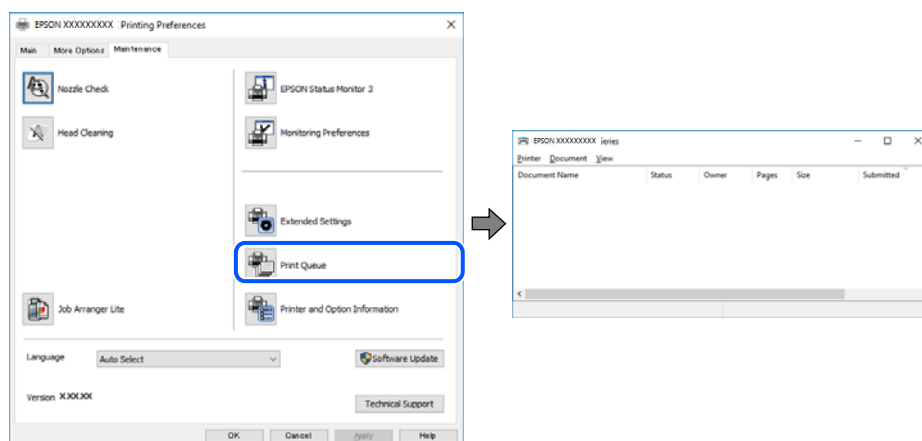 EPSON XXXXXXXXX Printing Preferences
Main More Options Maintenance
Nozzle Check
EPSON Status Monitor 3
Head Cleaning
Monitoring Preferences
Extended Settings
Print Queue
Job Arranger Lite
Printer and Option Information
Language
Auto Select
Software Update
Version X.XX.XX
Technical Support
OK Cancel Apply Help
EPSON XXXXXXXXX ieries
Printer Document View
Document Name Status Owner Pages Size Submitted